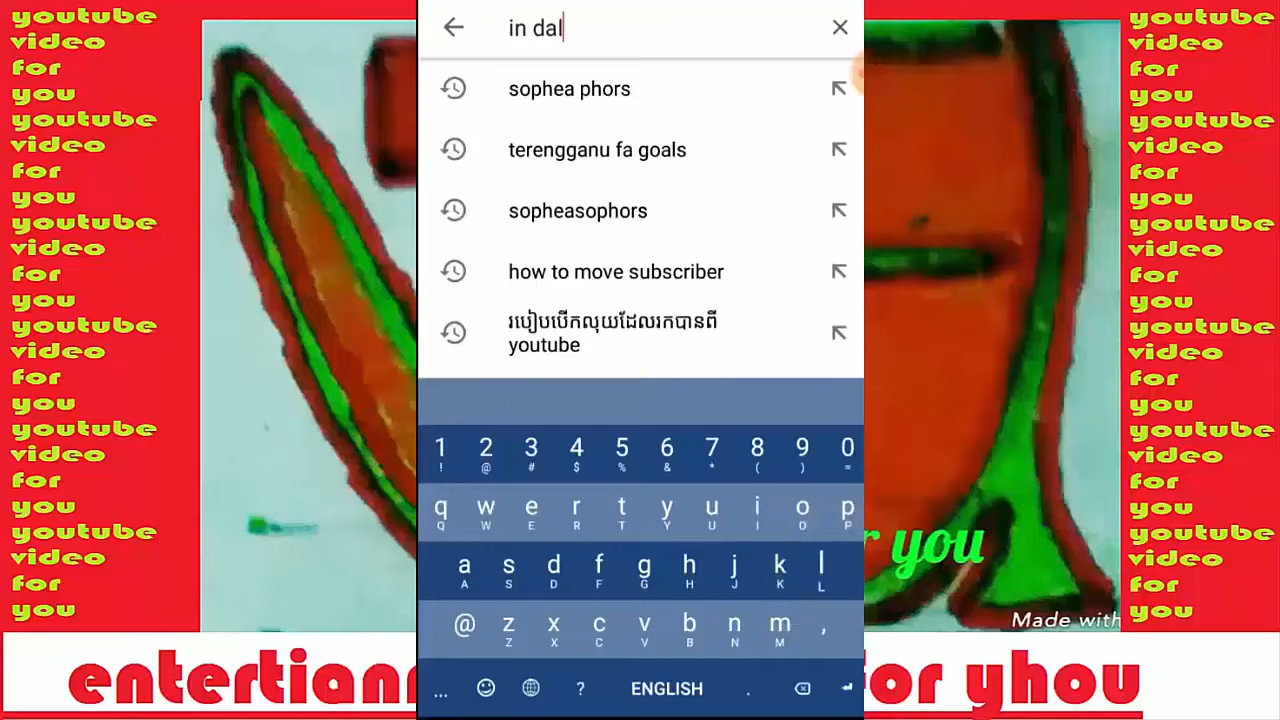 youtube
video
for
you
youtube
video
for
you
youtube
video
for
you
youtube
video
for
you
youtube
video
for
you
youtube
video
for
you
in dal
sophea phors
terengganu fa goals
sopheasophors
how to move subscriber
របៀបបើកលុយដែលរកបានពី
youtube
1 2 3 4 5 6 7 8 9 0
! @ # $ % & * ( ) =
q w e r t y u i o p
Q W E R T Y U I O P
a s d f g h j k l
A S D F G H J K L
@ z x c v b n m ,
Z X C V B N M
... ? ENGLISH .
you
Made with
youtube
video
for
you
youtube
video
for
you
youtube
video
for
you
youtube
video
for
you
youtube
video
for
you
youtube
video
for
you
entertiann for yhou